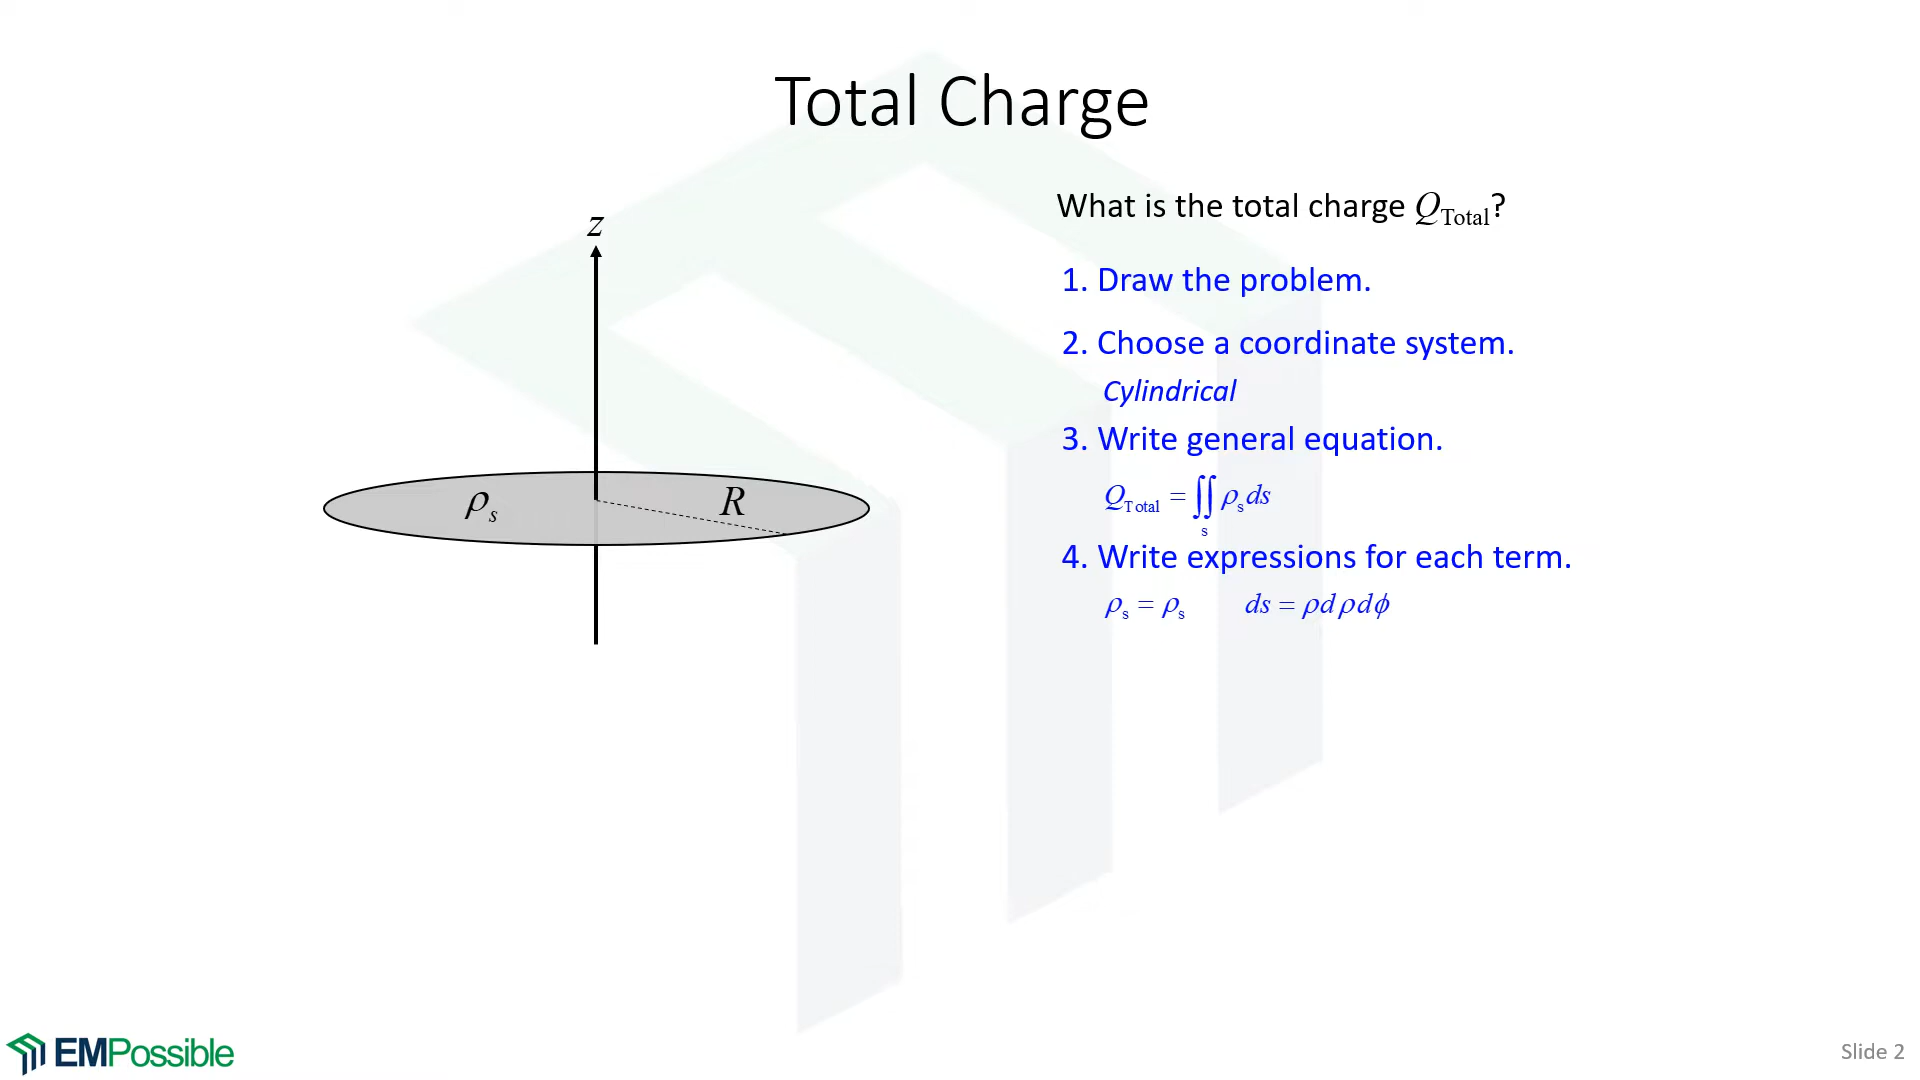 Total Charge
What is the total charge Q_Total?
z
1. Draw the problem.
2. Choose a coordinate system.
Cylindrical
3. Write general equation.
Q_Total = ∬_s ρ_s ds
ρ_s
R
4. Write expressions for each term.
ρ_s = ρ_s ds = ρdρdϕ
EMPossible
Slide 2